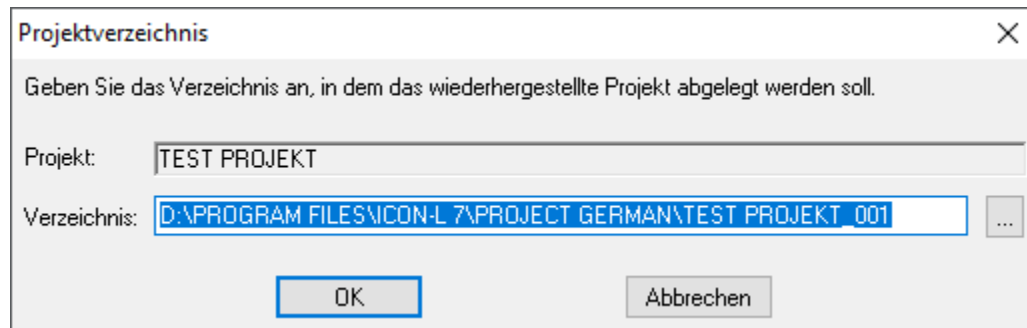 Projektverzeichnis
Geben Sie das Verzeichnis an, in dem das wiederhergestellte Projekt abgelegt werden soll.
Projekt: TEST PROJEKT
Verzeichnis: D:\PROGRAM FILES\ICON-L 7\PROJECT GERMAN\TEST PROJEKT_001 ...
OK Abbrechen